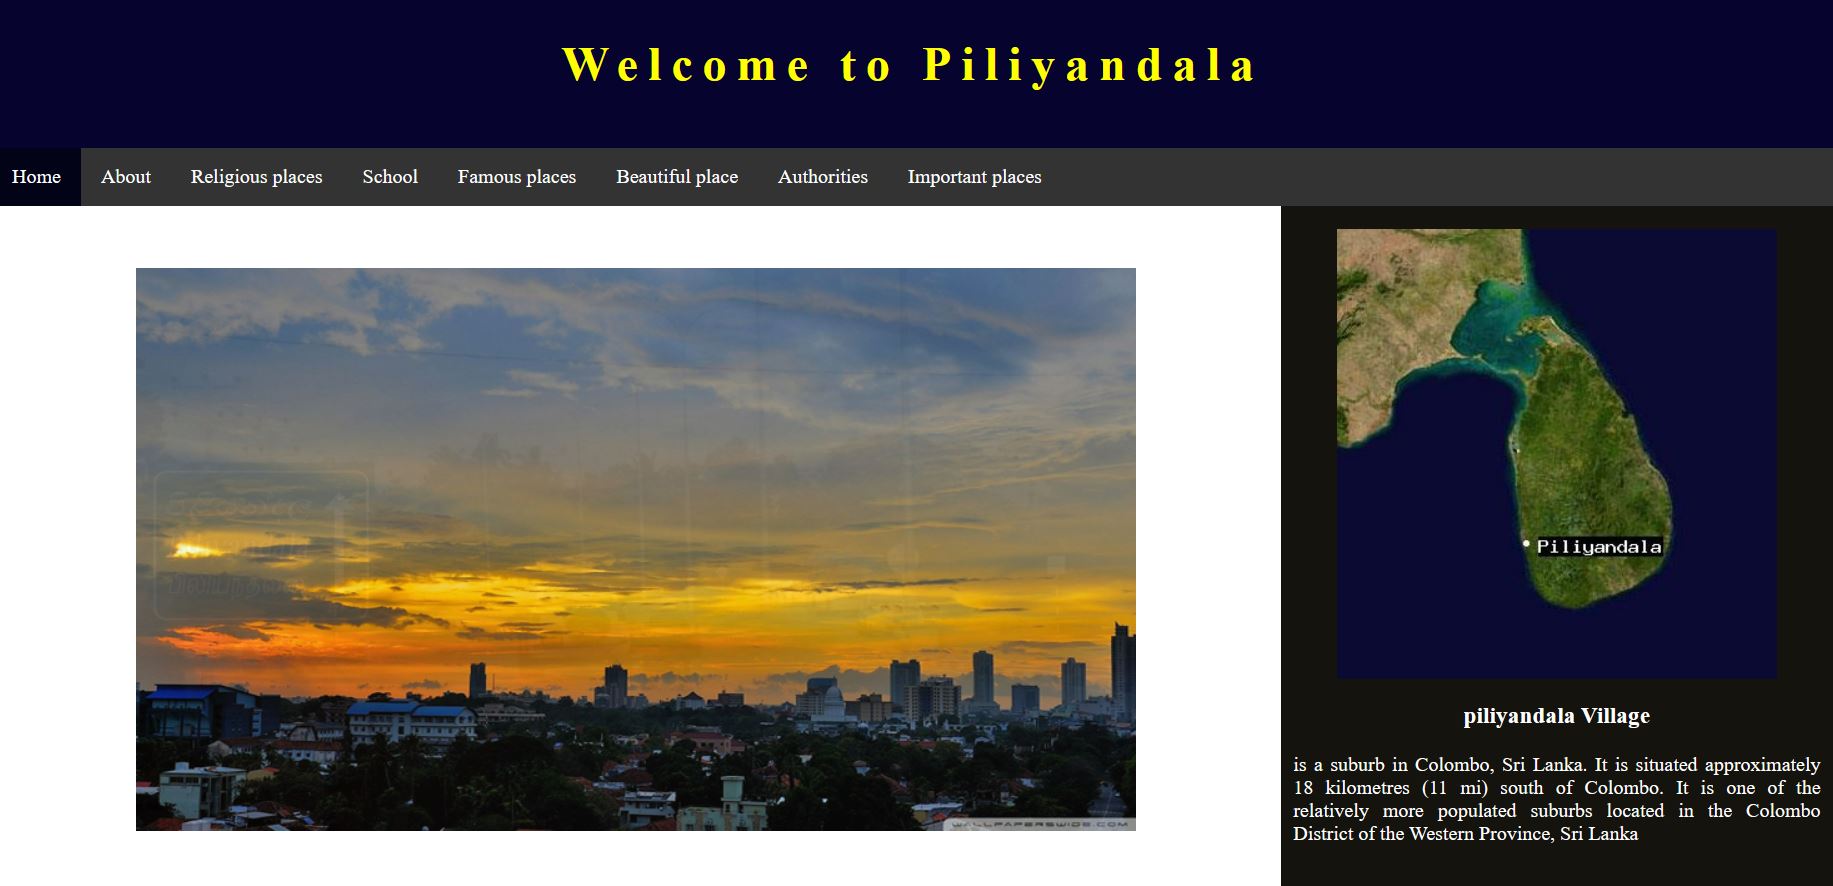 Welcome to Piliyandala
Home About Religious places School Famous places Beautiful place Authorities Important places
Piliyandala
WALLPAPERSWIDE.COM
piliyandala Village
is a suburb in Colombo, Sri Lanka. It is situated approximately
18 kilometres (11 mi) south of Colombo. It is one of the
relatively more populated suburbs located in the Colombo
District of the Western Province, Sri Lanka